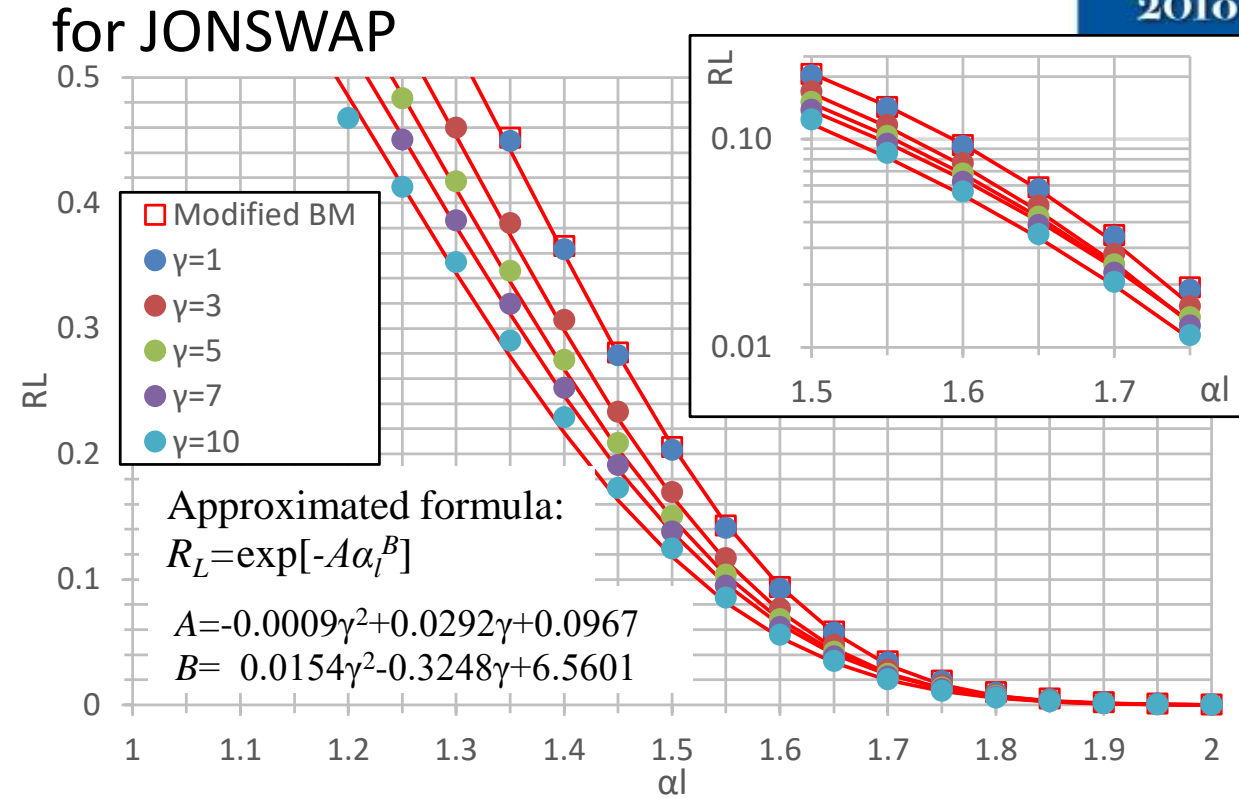 for JONSWAP
2018
0.5
0.4
0.3
0.2
0.1
0
RL
Modified BM
γ=1
γ=3
γ=5
γ=7
γ=10
Approximated formula:
R_L=exp[-Aα_l^B]
A=-0.0009γ²+0.0292γ+0.0967
B= 0.0154γ²-0.3248γ+6.5601
1 1.1 1.2 1.3 1.4 1.5 1.6 1.7 1.8 1.9 2
αl
RL
0.10
0.01
1.5 1.6 1.7 αl